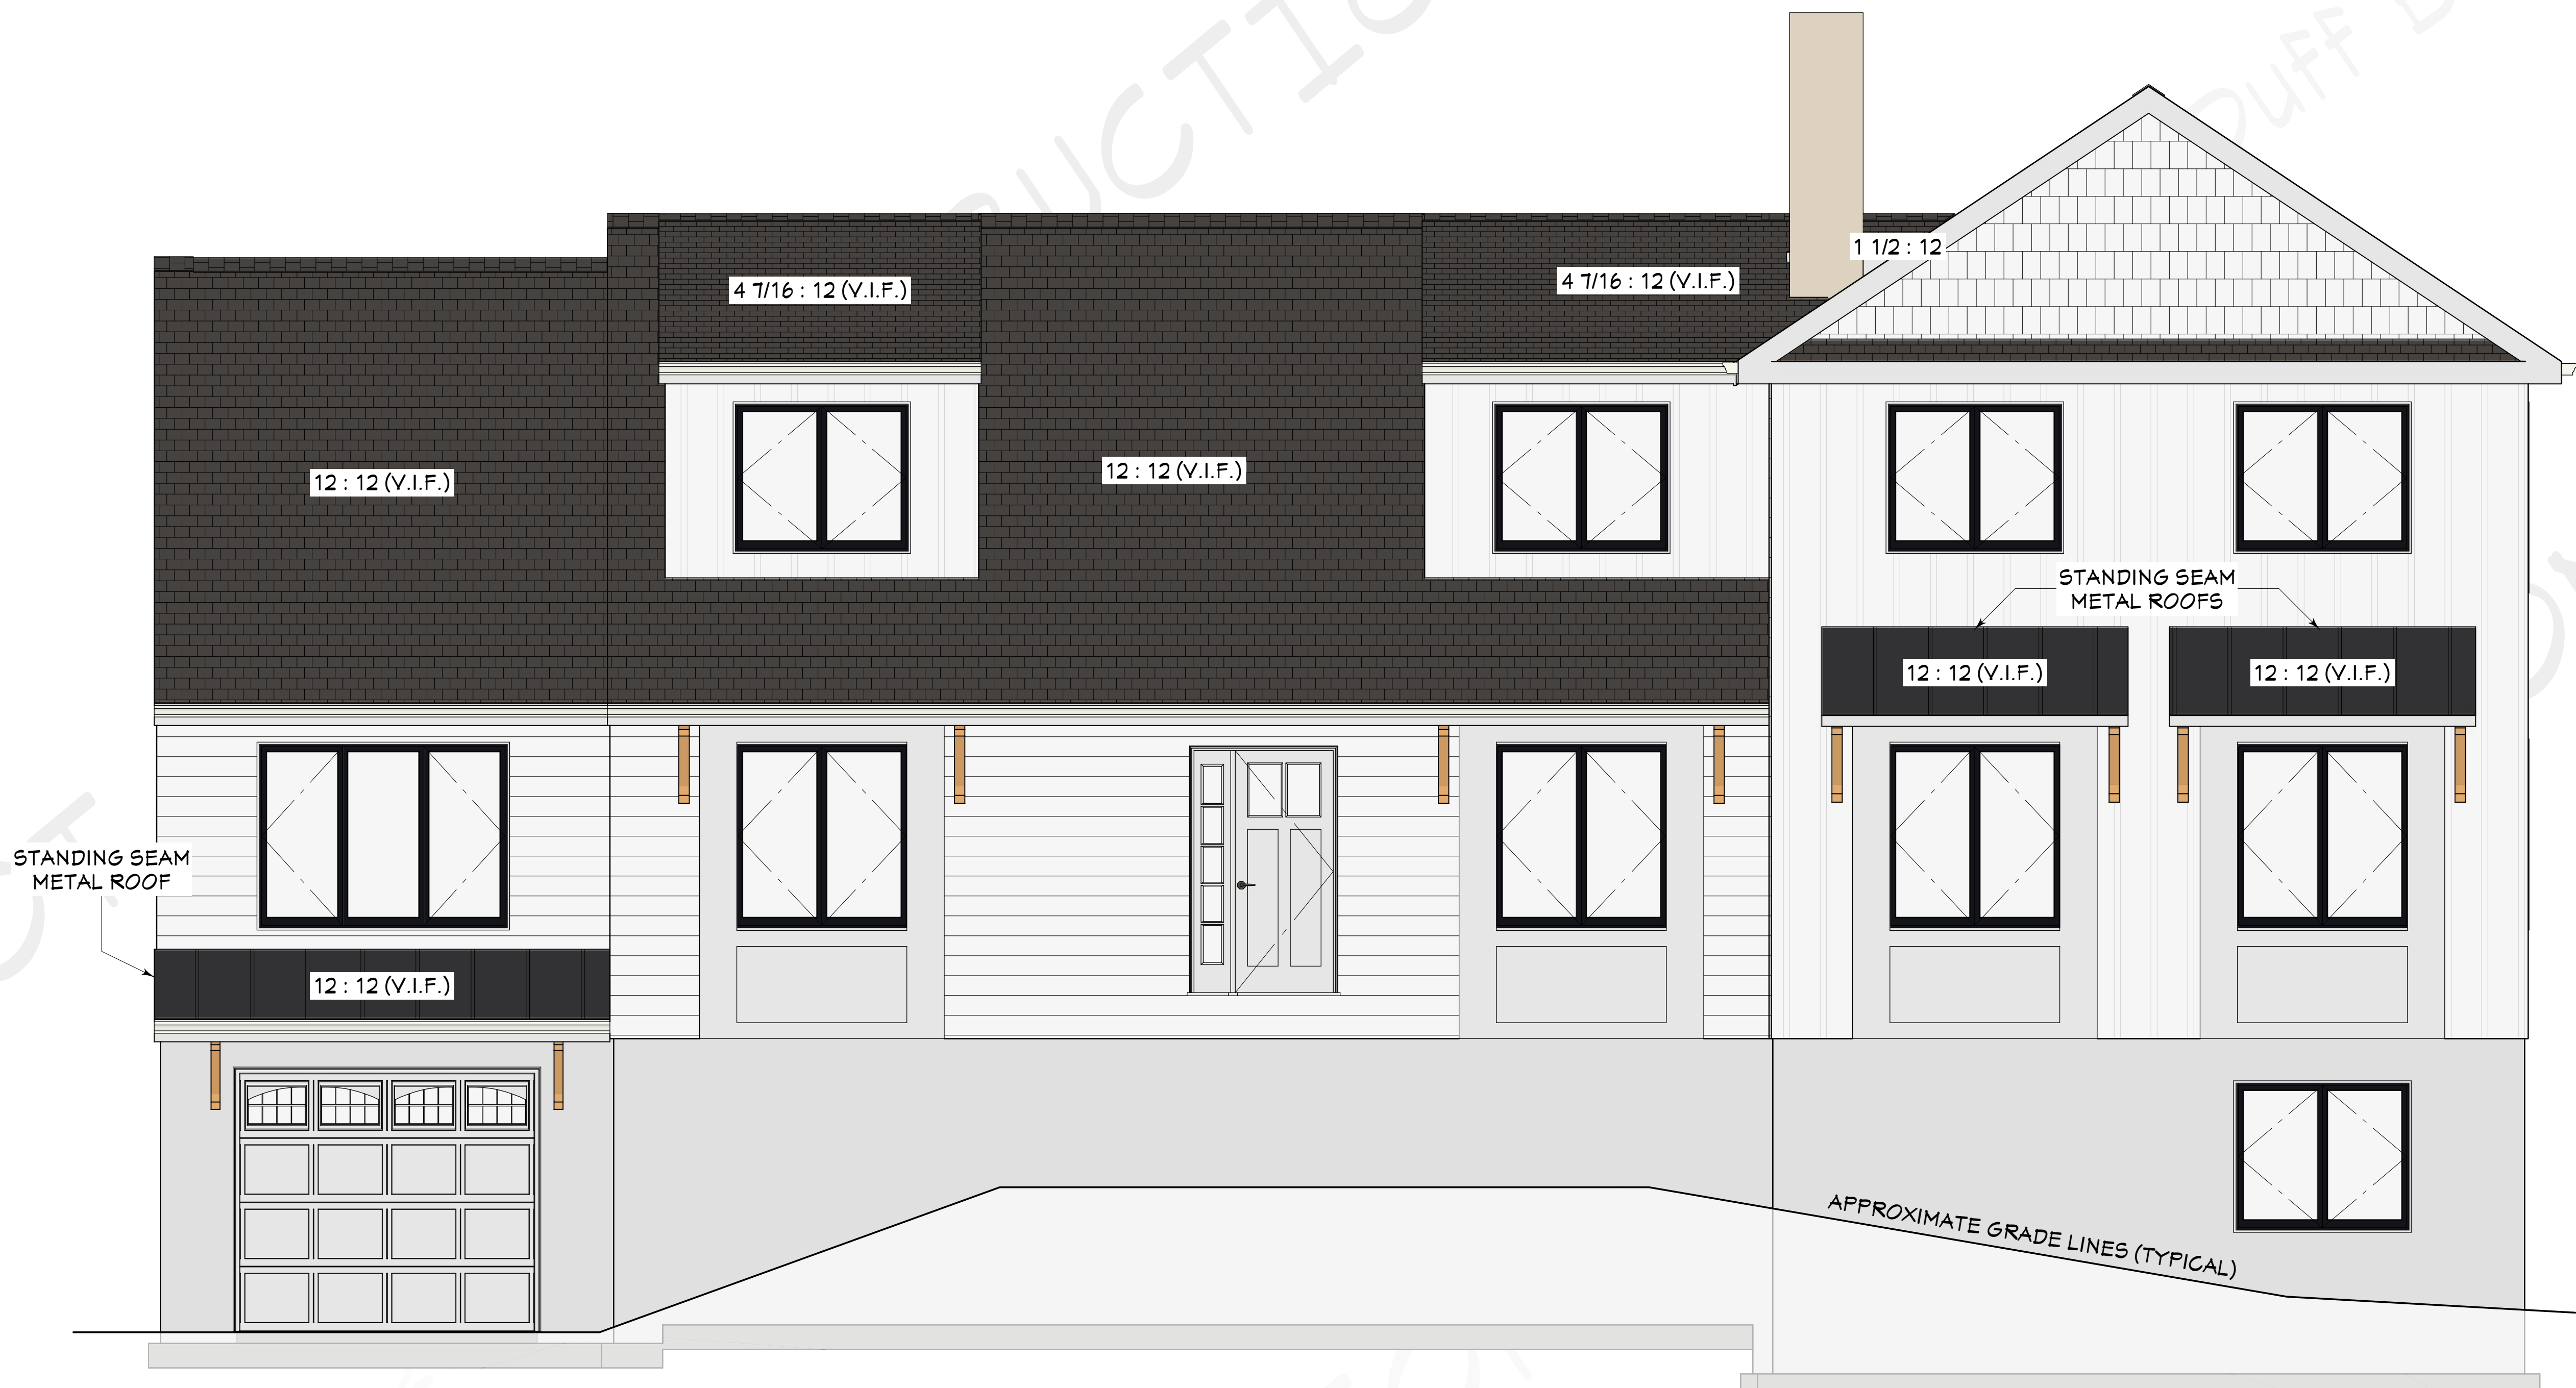 1 1/2 : 12
4 7/16 : 12 (V.I.F.)
4 7/16 : 12 (V.I.F.)
12 : 12 (V.I.F.)
12 : 12 (V.I.F.)
STANDING SEAM
METAL ROOFS
12 : 12 (V.I.F.)
12 : 12 (V.I.F.)
STANDING SEAM
METAL ROOF
12 : 12 (V.I.F.)
APPROXIMATE GRADE LINES (TYPICAL)